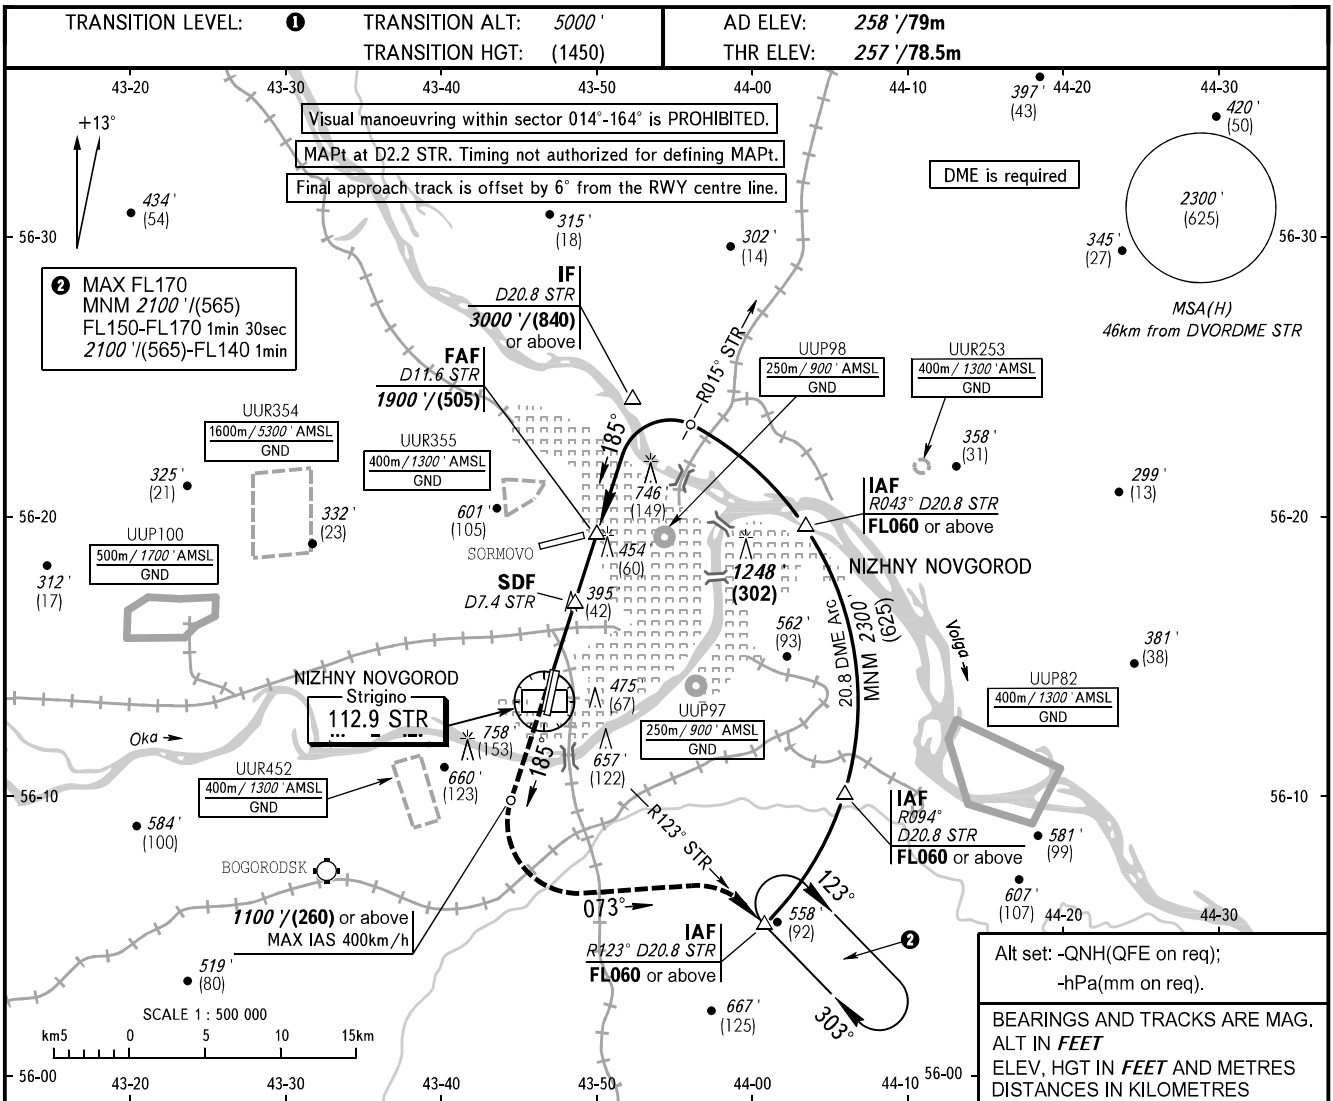 TRANSITION LEVEL: ❶ TRANSITION ALT: 5000 '
TRANSITION HGT: (1450)
AD ELEV: 258 '/79m
THR ELEV: 257 '/78.5m
43-20 43-30 43-40 43-50 44-00 44-10 44-20 44-30
+13°
Visual manoeuvring within sector 014°-164° is PROHIBITED.
MAPt at D2.2 STR. Timing not authorized for defining MAPt.
Final approach track is offset by 6° from the RWY centre line.
DME is required
397 '
(43)
420 '
(50)
2300 '
(625)
MSA(H)
46km from DVORDME STR
434 '
(54)
315 '
(18)
302 '
(14)
345 '
(27)
56-30 56-30
❷ MAX FL170
MNM 2100 '/(565)
FL150-FL170 1min 30sec
2100 '/(565)-FL140 1min
IF
D20.8 STR
3000 '/(840)
or above
FAF
D11.6 STR
1900 '/(505)
R015° STR
UUP98
250m/900 ' AMSL
GND
UUR253
400m/1300 ' AMSL
GND
UUR354
1600m/5300 ' AMSL
GND
UUR355
400m/1300 ' AMSL
GND
185°
358 '
(31)
325 '
(21)
332 '
(23)
601 '
(105)
746 '
(149)
IAF
R043° D20.8 STR
FL060 or above
299 '
(13)
56-20 56-20
UUP100
500m/1700 ' AMSL
GND
SORMOVO
454 '
(60)
1248 '
(302)
NIZHNY NOVGOROD
312 '
(17)
SDF
D7.4 STR
395 '
(42)
562 '
(93)
20.8 DME Arc
MNM 2300 '
(625)
Volga
381 '
(38)
NIZHNY NOVGOROD
Strigino
112.9 STR
475 '
(67)
UUP97
250m/900 ' AMSL
GND
UUP82
400m/1300 ' AMSL
GND
Oka
758 '
(153)
657 '
(122)
185°
660 '
(123)
UUR452
400m/1300 ' AMSL
GND
56-10 56-10
584 '
(100)
R123° STR
IAF
R094°
D20.8 STR
FL060 or above
581 '
(99)
607 '
(107)
BOGORODSK
1100 '/(260) or above
MAX IAS 400km/h
073°
123°
558 '
(92)
❷
303°
IAF
R123° D20.8 STR
FL060 or above
519 '
(80)
667 '
(125)
44-20 44-30
Alt set: -QNH(QFE on req);
-hPa(mm on req).
SCALE 1 : 500 000
km5 0 5 10 15km
BEARINGS AND TRACKS ARE MAG.
ALT IN FEET
ELEV, HGT IN FEET AND METRES
DISTANCES IN KILOMETRES
56-00 56-00
43-20 43-30 43-40 43-50 44-00 44-10